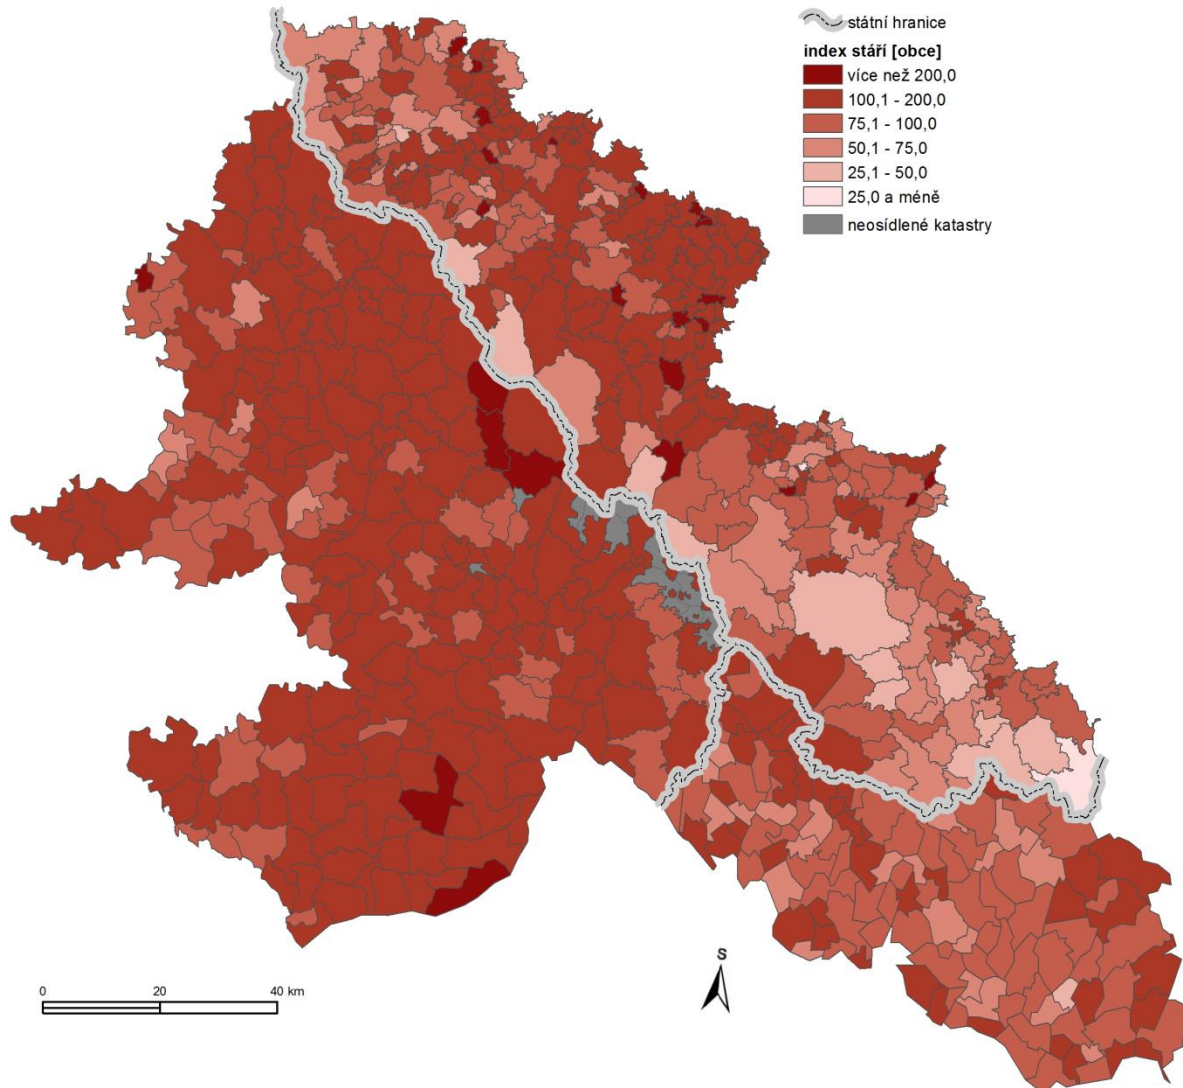 státní hranice
index stáří [obce]
více než 200,0
100,1 - 200,0
75,1 - 100,0
50,1 - 75,0
25,1 - 50,0
25,0 a méně
neosídlené katastry
S
0 20 40 km